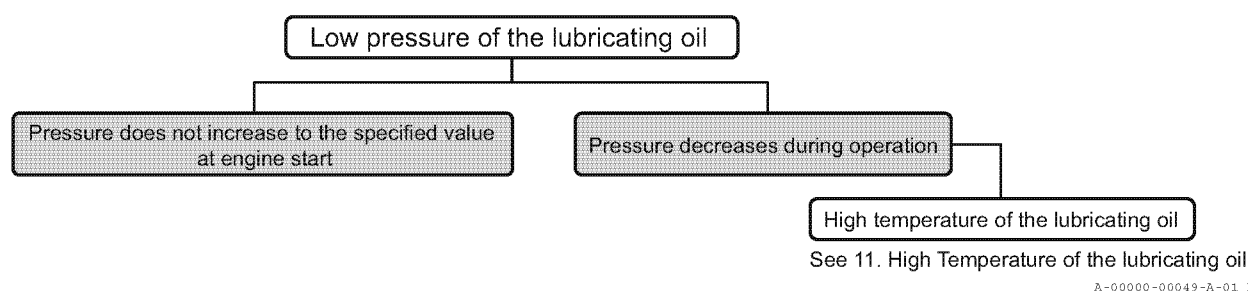 Low pressure of the lubricating oil
Pressure does not increase to the specified value
at engine start
Pressure decreases during operation
High temperature of the lubricating oil
See 11. High Temperature of the lubricating oil
A-00000-00049-A-01